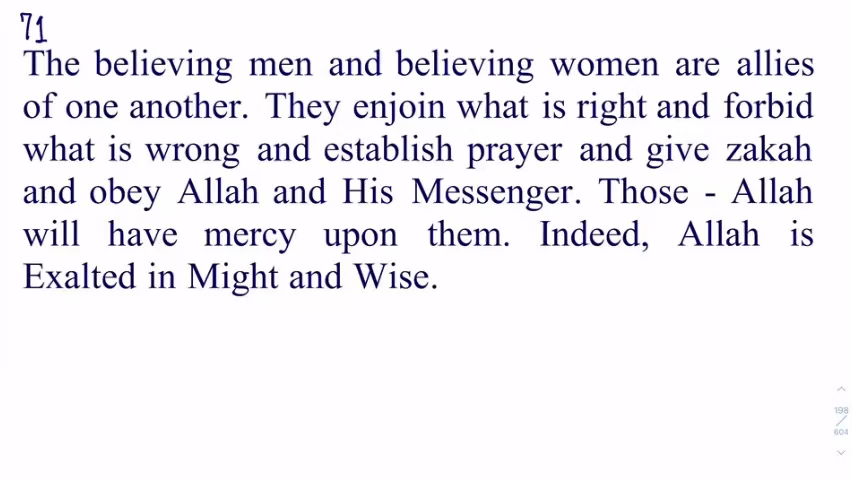 71
The believing men and believing women are allies
of one another. They enjoin what is right and forbid
what is wrong and establish prayer and give zakah
and obey Allah and His Messenger. Those - Allah
will have mercy upon them. Indeed, Allah is
Exalted in Might and Wise.
198
/
604